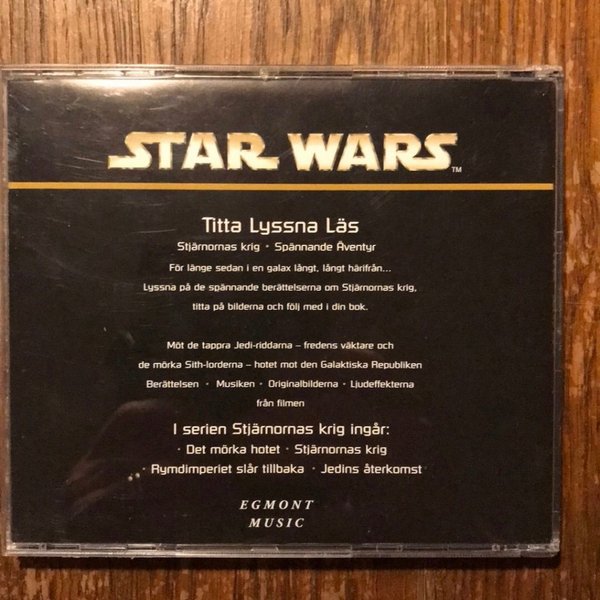 STAR WARS™
Titta Lyssna Läs
Stjärnornas krig · Spännande Äventyr
För länge sedan i en galax långt, långt härifrån...
Lyssna på de spännande berättelserna om Stjärnornas krig,
titta på bilderna och följ med i din bok.
Möt de tappra Jedi-riddarna – fredens väktare och
de mörka Sith-lorderna – hotet mot den Galaktiska Republiken
Berättelsen · Musiken · Originalbilderna · Ljudeffekterna
från filmen
I serien Stjärnornas krig ingår:
· Det mörka hotet · Stjärnornas krig
· Rymdimperiet slår tillbaka · Jedins återkomst
EGMONT
MUSIC